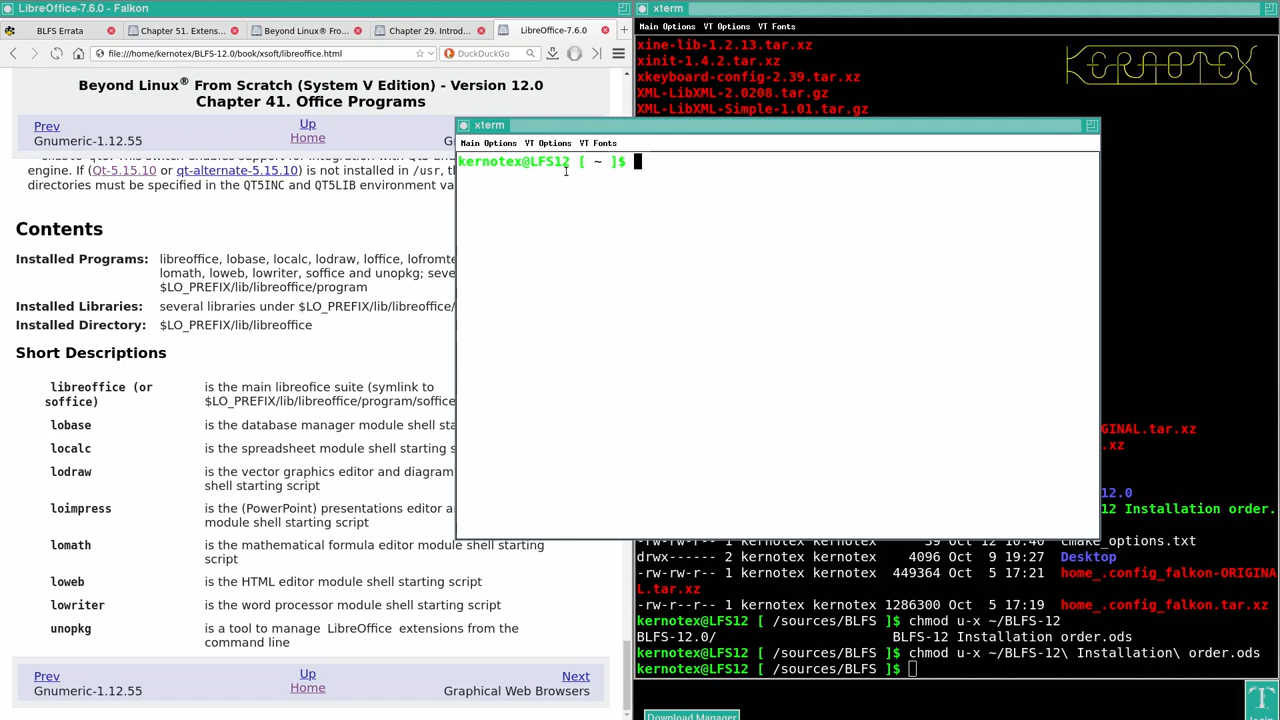 LibreOffice-7.6.0 - Falkon
BLFS Erra
Chapter 51. Extens...
Beyond Linux® Fro...
Chapter 29. Introd...
LibreOffice-7.6.0
file:///home/kernotex/BLFS-12.0/book/xsoft/libreoffice.html
DuckDuckGo
Beyond Linux® From Scratch (System V Edition) - Version 12.0
Chapter 41. Office Programs
Prev
Up
Gnumeric-1.12.55
Home
engine. If (Qt-5.15.10 or qt-alternate-5.15.10) is not installed in /usr, t
directories must be specified in the QT5INC and QT5LIB environment va
Contents
Installed Programs: libreoffice, lobase, localc, lodraw, loffice, lofromte
lomath, loweb, lowriter, soffice and unopkg; seve
$LO_PREFIX/lib/libreoffice/program
Installed Libraries: several libraries under $LO_PREFIX/lib/libreoffice/
Installed Directory: $LO_PREFIX/lib/libreoffice
Short Descriptions
libreoffice (or soffice) is the main libreofice suite (symlink to
$LO_PREFIX/lib/libreoffice/program/soffice
lobase is the database manager module shell sta
localc is the spreadsheet module shell starting s
lodraw is the vector graphics editor and diagram
shell starting script
loimpress is the (PowerPoint) presentations editor a
module shell starting script
lomath is the mathematical formula editor module shell starting
script
loweb is the HTML editor module shell starting script
lowriter is the word processor module shell starting script
unopkg is a tool to manage LibreOffice extensions from the
command line
Prev
Up
Next
Gnumeric-1.12.55
Home
Graphical Web Browsers
xterm
Main Options VT Options VT Fonts
xine-lib-1.2.13.tar.xz
xinit-1.4.2.tar.xz
xkeyboard-config-2.39.tar.xz
XML-LibXML-2.0208.tar.gz
XML-LibXML-Simple-1.01.tar.gz
KERNOTEX
xterm
Main Options VT Options VT Fonts
kernotex@LFS12 [ ~ ]$
GINAL.tar.xz
.xz
12.0
12 Installation order.
-rw-rw-r-- 1 kernotex kernotex 39 Oct 12 10:40 cmake_options.txt
drwx------ 2 kernotex kernotex 4096 Oct 9 19:27 Desktop
-rw-rw-r-- 1 kernotex kernotex 449364 Oct 5 17:21 home_.config_falkon-ORIGINA
L.tar.xz
-rw-r--r-- 1 kernotex kernotex 1286300 Oct 5 17:19 home_.config_falkon.tar.xz
kernotex@LFS12 [ /sources/BLFS ]$ chmod u-x ~/BLFS-12
BLFS-12.0/ BLFS-12 Installation order.ods
kernotex@LFS12 [ /sources/BLFS ]$ chmod u-x ~/BLFS-12\ Installation\ order.ods
kernotex@LFS12 [ /sources/BLFS ]$
Download Manager